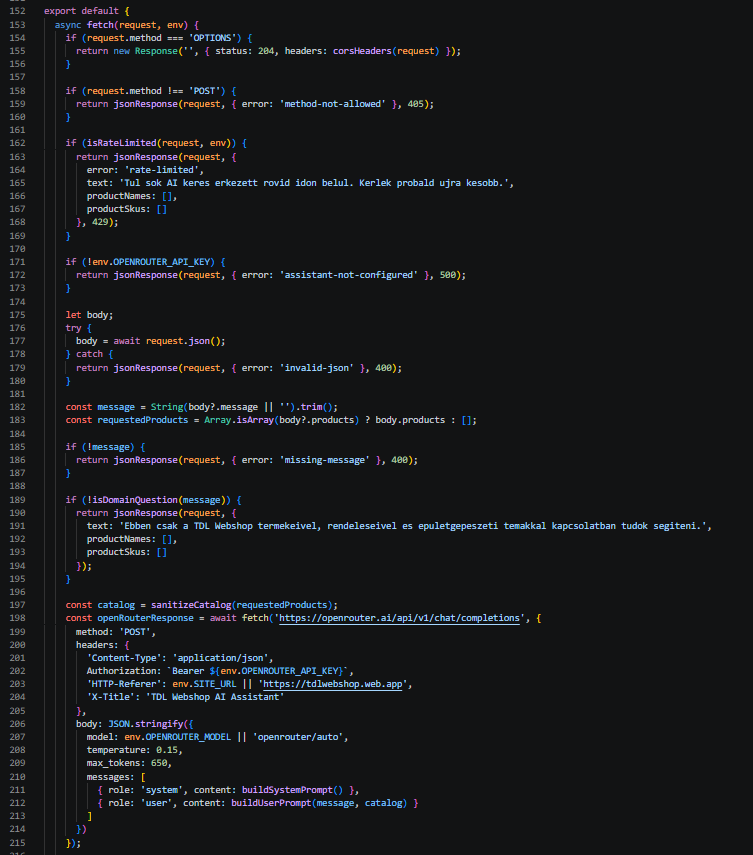 152 export default {
153 async fetch(request, env) {
154 if (request.method === 'OPTIONS') {
155 return new Response('', { status: 204, headers: corsHeaders(request) });
156 }
157
158 if (request.method !== 'POST') {
159 return jsonResponse(request, { error: 'method-not-allowed' }, 405);
160 }
161
162 if (isRateLimited(request, env)) {
163 return jsonResponse(request, {
164 error: 'rate-limited',
165 text: 'Tul sok AI keres erkezett rovid idon belul. Kerlek probald ujra kesobb.',
166 productNames: [],
167 productSkus: []
168 }, 429);
169 }
170
171 if (!env.OPENROUTER_API_KEY) {
172 return jsonResponse(request, { error: 'assistant-not-configured' }, 500);
173 }
174
175 let body;
176 try {
177 body = await request.json();
178 } catch {
179 return jsonResponse(request, { error: 'invalid-json' }, 400);
180 }
181
182 const message = String(body?.message || '').trim();
183 const requestedProducts = Array.isArray(body?.products) ? body.products : [];
184
185 if (!message) {
186 return jsonResponse(request, { error: 'missing-message' }, 400);
187 }
188
189 if (!isDomainQuestion(message)) {
190 return jsonResponse(request, {
191 text: 'Ebben csak a TDL Webshop termekeivel, rendeleseivel es epuletgepeszeti temakkal kapcsolatban tudok segiteni.',
192 productNames: [],
193 productSkus: []
194 });
195 }
196
197 const catalog = sanitizeCatalog(requestedProducts);
198 const openRouterResponse = await fetch('https://openrouter.ai/api/v1/chat/completions', {
199 method: 'POST',
200 headers: {
201 'Content-Type': 'application/json',
202 Authorization: `Bearer ${env.OPENROUTER_API_KEY}`,
203 'HTTP-Referer': env.SITE_URL || 'https://tdlwebshop.web.app',
204 'X-Title': 'TDL Webshop AI Assistant'
205 },
206 body: JSON.stringify({
207 model: env.OPENROUTER_MODEL || 'openrouter/auto',
208 temperature: 0.15,
209 max_tokens: 650,
210 messages: [
211 { role: 'system', content: buildSystemPrompt() },
212 { role: 'user', content: buildUserPrompt(message, catalog) }
213 ]
214 })
215 });